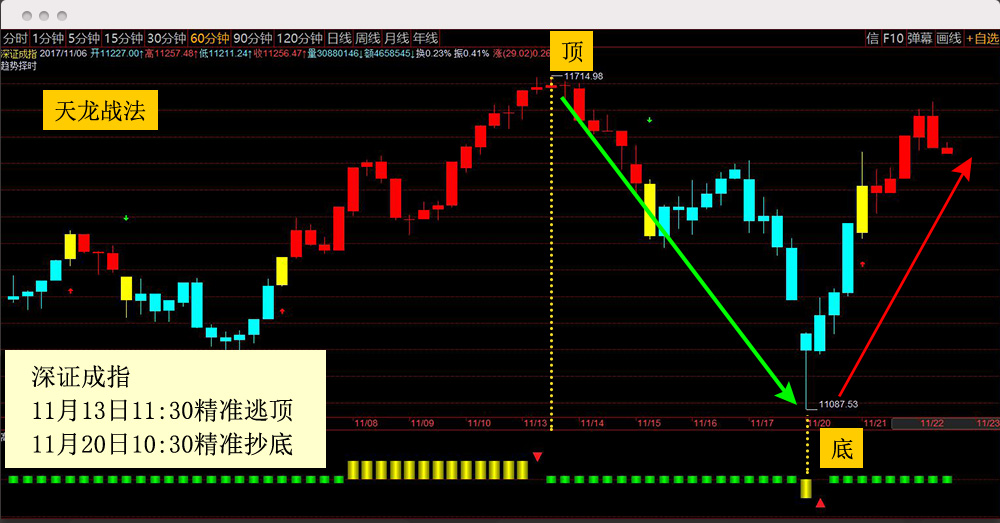 分时 1分钟 5分钟 15分钟 30分钟 60分钟 90分钟 120分钟 日线 周线 月线 年线 信 F10 弹幕 画线 +自选
深证成指 2017/11/06 开11227.00↑ 高11257.48↑ 低11211.24↑ 收11256.47↑ 量30880146↓ 额4658545↓ 换0.23% 振0.41% 涨(29.02)0.26
趋势择时
顶
11714.98
天龙战法
深证成指
11月13日11:30精准逃顶
11月20日10:30精准抄底
11087.53
11/08 11/09 11/10 11/13 11/14 11/15 11/16 11/17 11/20 11/21 11/22 11/23
底